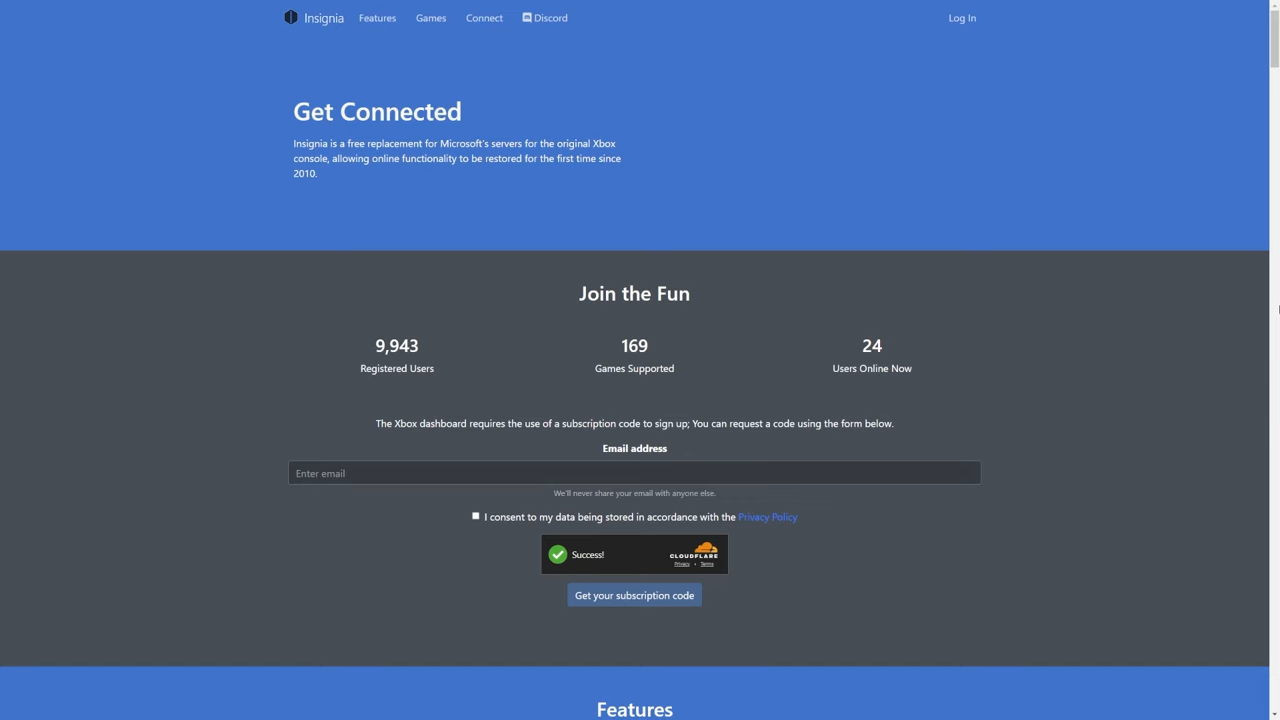 Insignia Features Games Connect Discord Log In
Get Connected
Insignia is a free replacement for Microsoft's servers for the original Xbox
console, allowing online functionality to be restored for the first time since
2010.
Join the Fun
9,943 169 24
Registered Users Games Supported Users Online Now
The Xbox dashboard requires the use of a subscription code to sign up; You can request a code using the form below.
Email address
Enter email
We'll never share your email with anyone else.
I consent to my data being stored in accordance with the Privacy Policy
Success! CLOUDFLARE
Privacy • Terms
Get your subscription code
Features